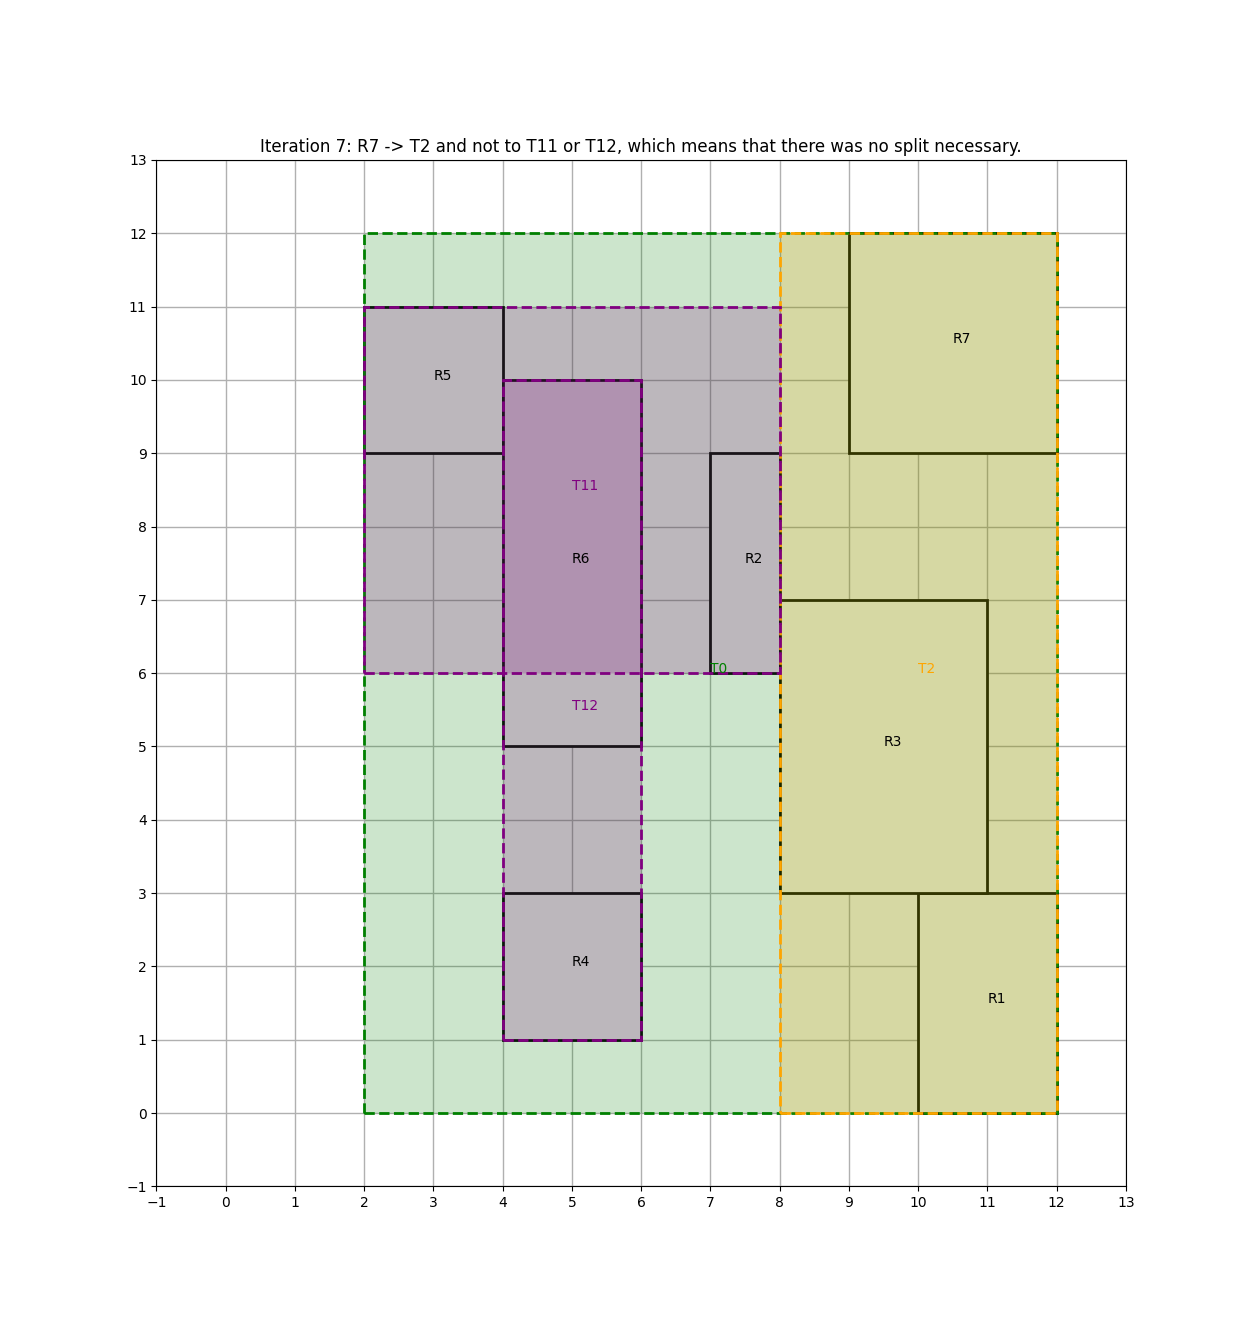 Iteration 7: R7 -> T2 and not to T11 or T12, which means that there was no split necessary.
13
12
11
10
9
8
7
6
5
4
3
2
1
0
−1
R7
R5
T11
R6
R2
T0
T2
T12
R3
R4
R1
−1 0 1 2 3 4 5 6 7 8 9 10 11 12 13